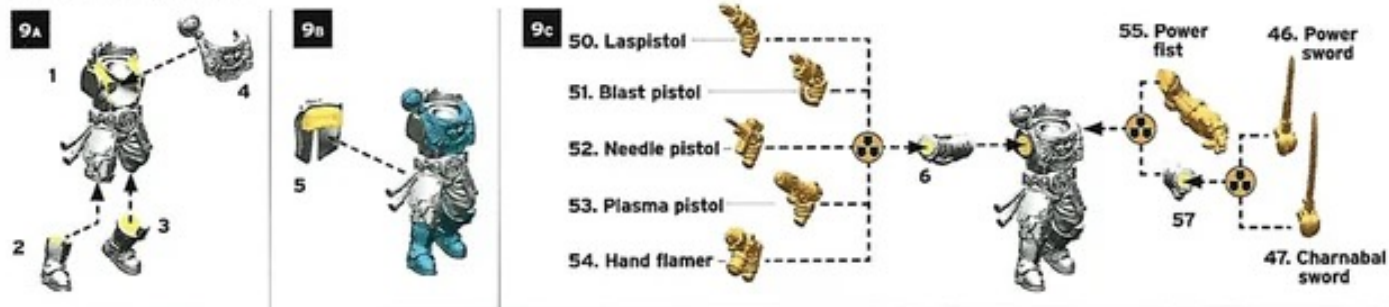 9A
1
4
2
3
9B
5
9C
50. Laspistol
51. Blast pistol
52. Needle pistol
53. Plasma pistol
54. Hand flamer
6
55. Power
fist
46. Power
sword
57
47. Charnabal
sword